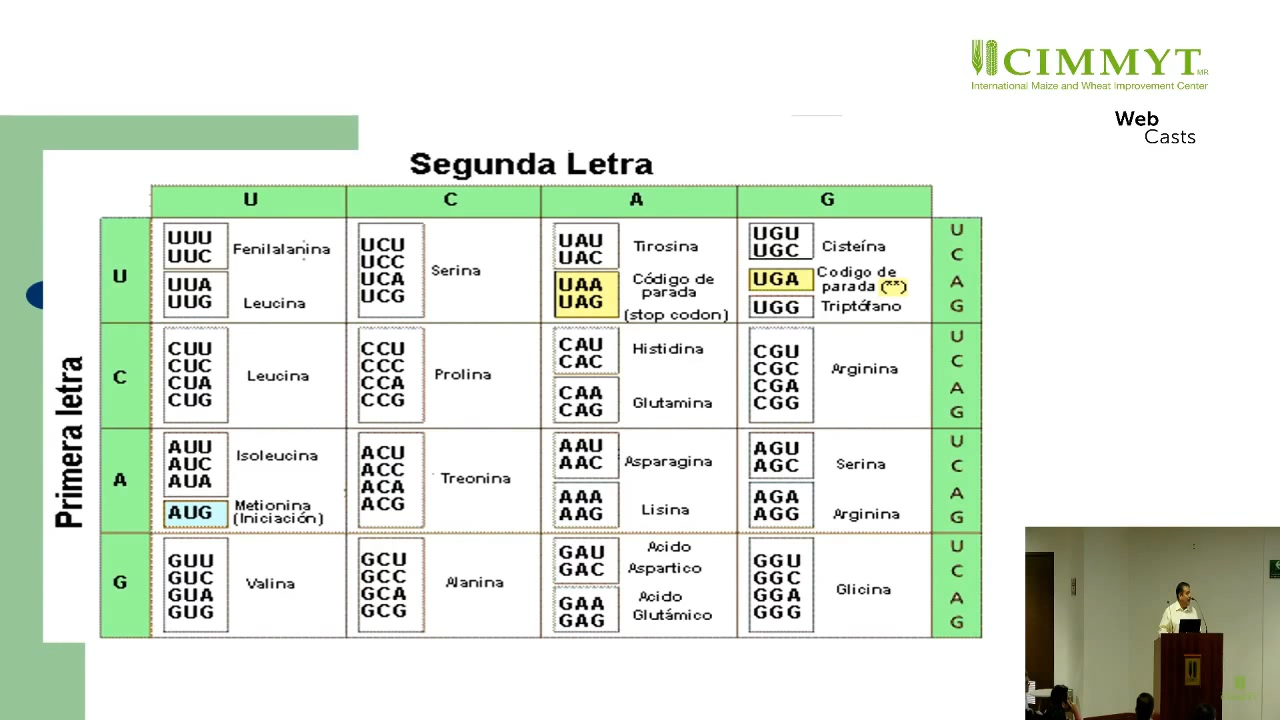 CIMMYT MR
International Maize and Wheat Improvement Center
Web
Casts
Segunda Letra
U C A G
Primera letra
U
UUU
UUC
Fenilalanina
UUA
UUG
Leucina
UCU
UCC
UCA
UCG
Serina
UAU
UAC
Tirosina
UAA
UAG
Código de
parada
(stop codon)
UGU
UGC
Cisteína
UGA
Codigo de
parada (**)
UGG
Triptófano
U
C
A
G
C
CUU
CUC
CUA
CUG
Leucina
CCU
CCC
CCA
CCG
Prolina
CAU
CAC
Histidina
CAA
CAG
Glutamina
CGU
CGC
CGA
CGG
Arginina
U
C
A
G
A
AUU
AUC
AUA
Isoleucina
AUG
Metionina
(Iniciación)
ACU
ACC
ACA
ACG
Treonina
AAU
AAC
Asparagina
AAA
AAG
Lisina
AGU
AGC
Serina
AGA
AGG
Arginina
U
C
A
G
G
GUU
GUC
GUA
GUG
Valina
GCU
GCC
GCA
GCG
Alanina
GAU
GAC
Acido
Aspartico
GAA
GAG
Acido
Glutámico
GGU
GGC
GGA
GGG
Glicina
U
C
A
G